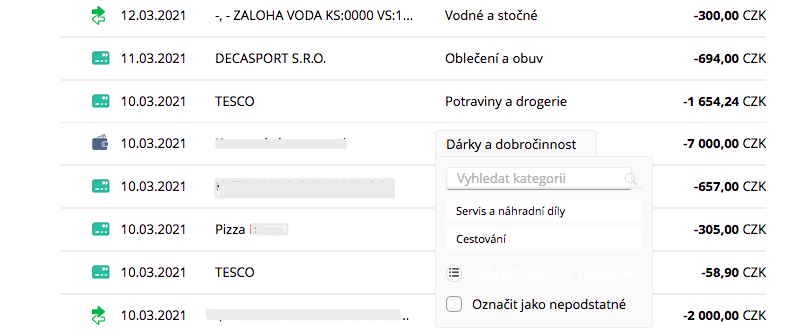 12.03.2021 -, - ZALOHA VODA KS:0000 VS:1... Vodné a stočné -300,00 CZK
11.03.2021 DECASPORT S.R.O. Oblečení a obuv -694,00 CZK
10.03.2021 TESCO Potraviny a drogerie -1 654,24 CZK
10.03.2021 Dárky a dobročinnost -7 000,00 CZK
Vyhledat kategorii
10.03.2021 -657,00 CZK
Servis a náhradní díly
10.03.2021 Pizza -305,00 CZK
Cestování
10.03.2021 TESCO -58,90 CZK
Označit jako nepodstatné
10.03.2021 .. -2 000,00 CZK